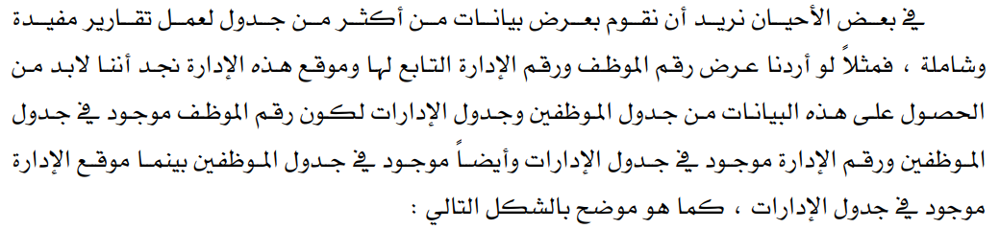 في بعض الأحيان نريد أن نقوم بعرض بيانات من أكثر من جدول لعمل تقارير مفيدة
وشاملة ، فمثلاً لو أردنا عرض رقم الموظف ورقم الإدارة التابع لها وموقع هذه الإدارة نجد أننا لابد من
الحصول على هذه البيانات من جدول الموظفين وجدول الإدارات لكون رقم الموظف موجود في جدول
الموظفين ورقم الإدارة موجود في جدول الإدارات وأيضاً موجود في جدول الموظفين بينما موقع الإدارة
موجود في جدول الإدارات ، كما هو موضح بالشكل التالي :